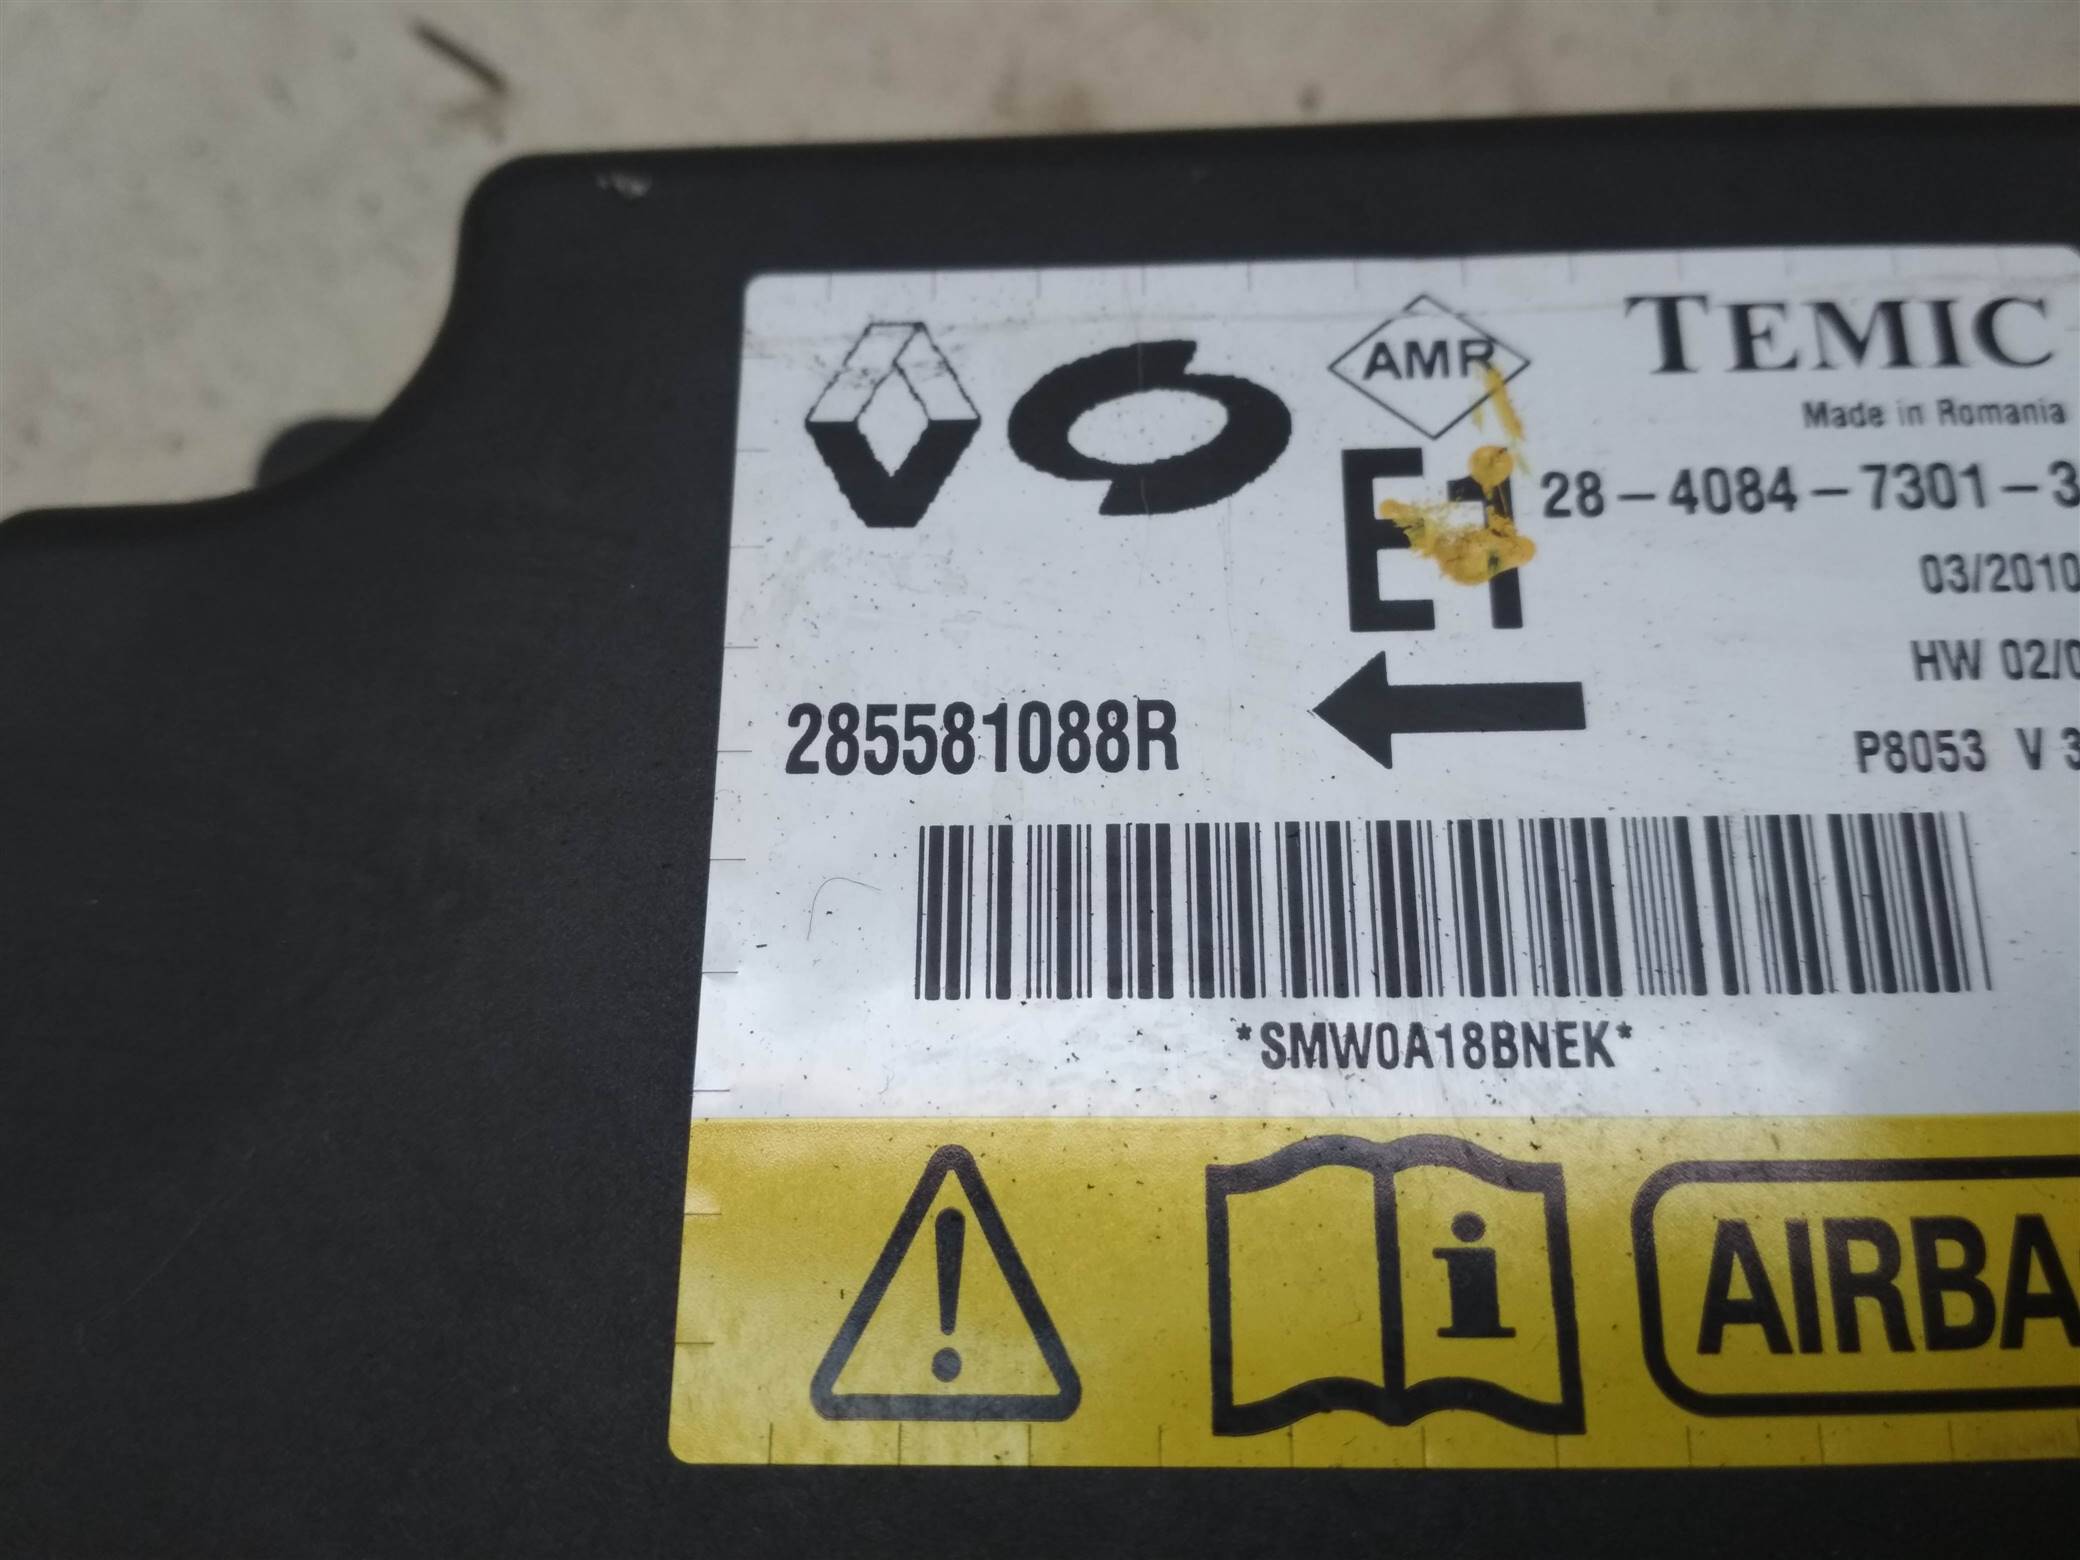 AMR TEMIC
Made in Romania
E1 28-4084-7301-3
03/2010
HW 02/0
285581088R
P8053 V 3
*SMW0A18BNEK*
AIRBA